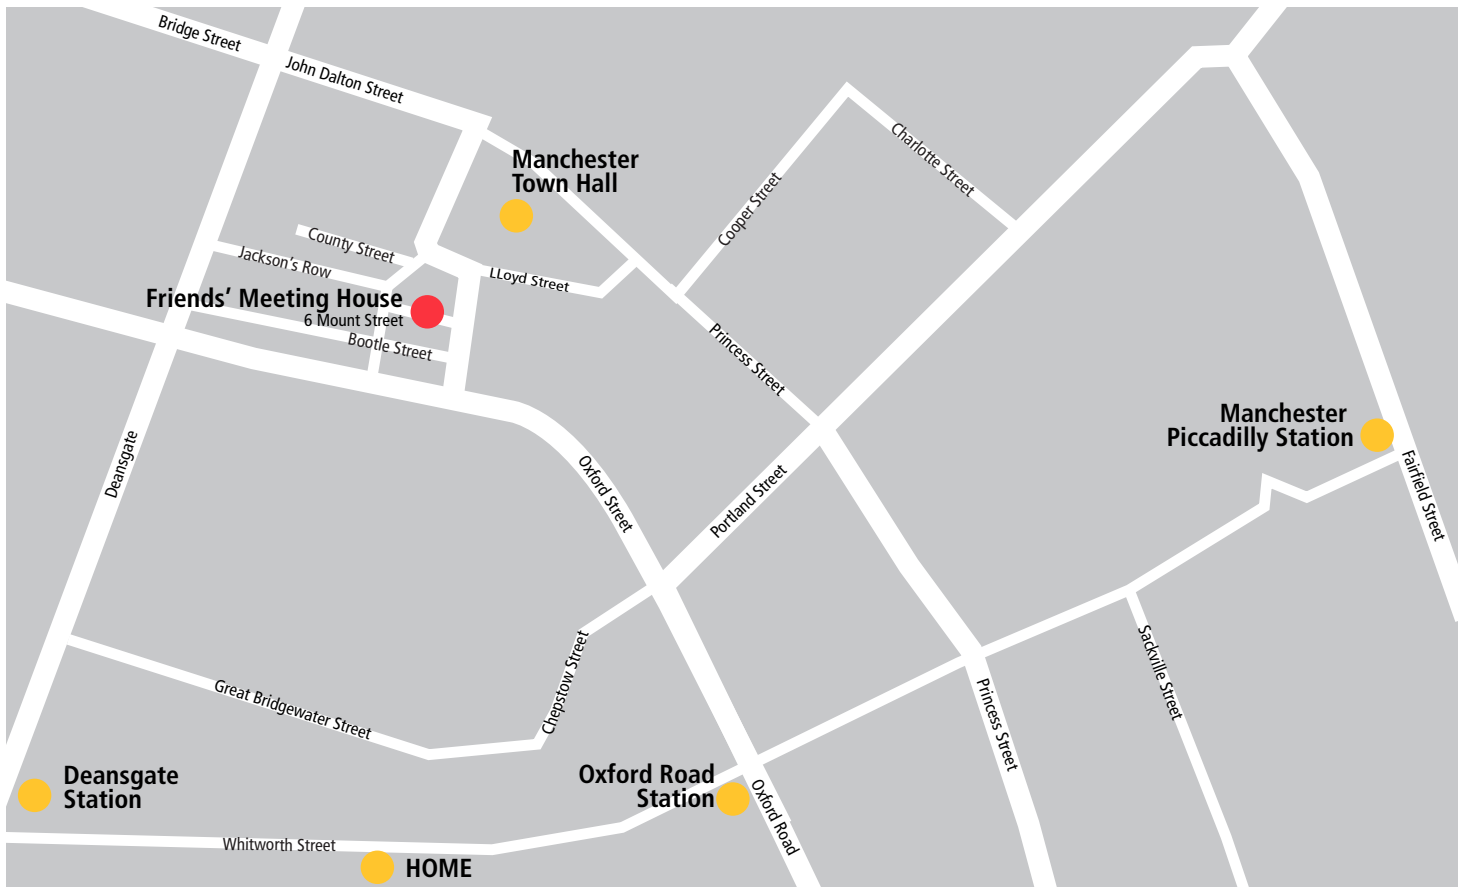 Bridge Street
John Dalton Street
Manchester
Town Hall
Charlotte Street
Cooper Street
County Street
Jackson's Row
LLoyd Street
Friends' Meeting House
6 Mount Street
Bootle Street
Princess Street
Manchester
Piccadilly Station
Deansgate
Oxford Street
Portland Street
Fairfield Street
Chepstow Street
Sackville Street
Great Bridgewater Street
Princess Street
Deansgate
Station
Oxford Road
Station
Oxford Road
Whitworth Street
HOME